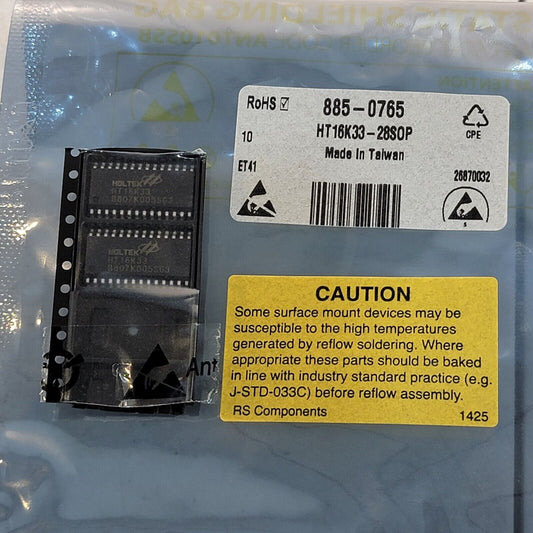 RoHS ☑
885-0765
10
HT16K33-28SOP
CPE
Made In Taiwan
ET41
26870032
HOLTEK
HT16K33
HOLTEK
HT16K33
CAUTION
Some surface mount devices may be
susceptible to the high temperatures
generated by reflow soldering. Where
appropriate these parts should be baked
in line with industry standard practice (e.g.
J-STD-033C) before reflow assembly.
RS Components
1425
Ant